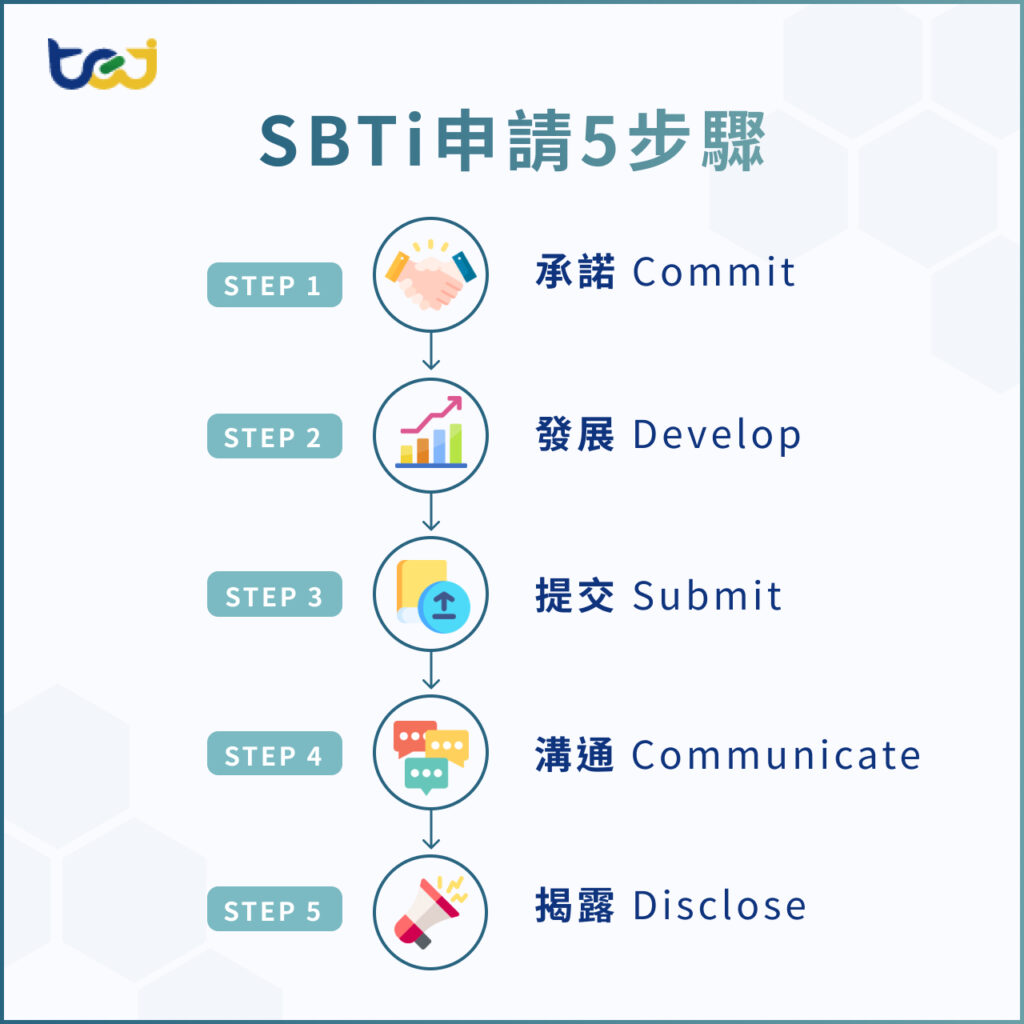 tej
SBTi申請5步驟
STEP 1
承諾 Commit
STEP 2
發展 Develop
STEP 3
提交 Submit
STEP 4
溝通 Communicate
STEP 5
揭露 Disclose